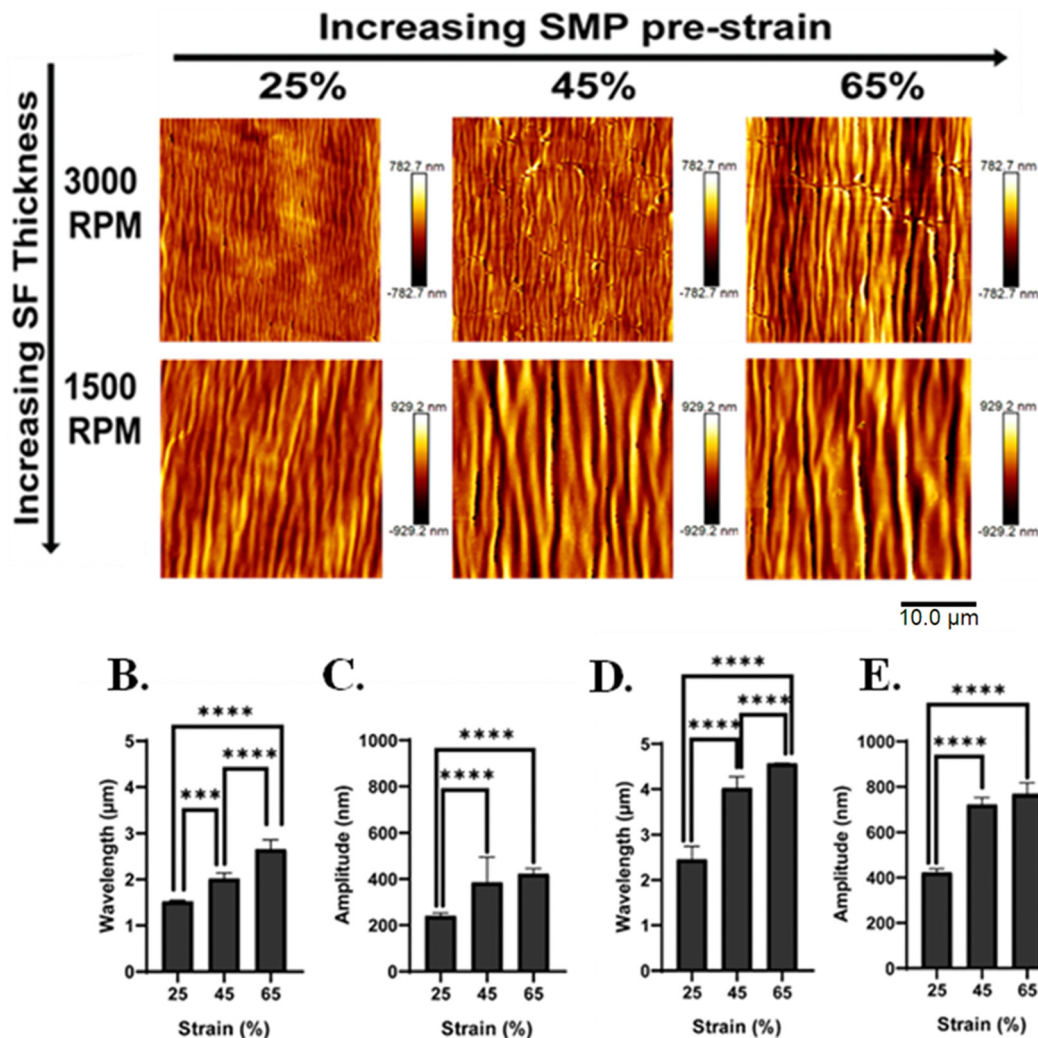 Increasing SMP pre-strain
25% 45% 65%
Increasing SF Thickness
3000
RPM
782.7 nm
-782.7 nm
782.7 nm
-782.7 nm
782.7 nm
-782.7 nm
1500
RPM
929.2 nm
-929.2 nm
929.2 nm
-929.2 nm
929.2 nm
-929.2 nm
10.0 µm
B.
****
****
***
Wavelength (µm)
5
4
3
2
1
0
25 45 65
Strain (%)
C.
****
****
Amplitude (nm)
1000
800
600
400
200
0
25 45 65
Strain (%)
D.
****
****
****
Wavelength (µm)
5
4
3
2
1
0
25 45 65
Strain (%)
E.
****
****
Amplitude (nm)
1000
800
600
400
200
0
25 45 65
Strain (%)